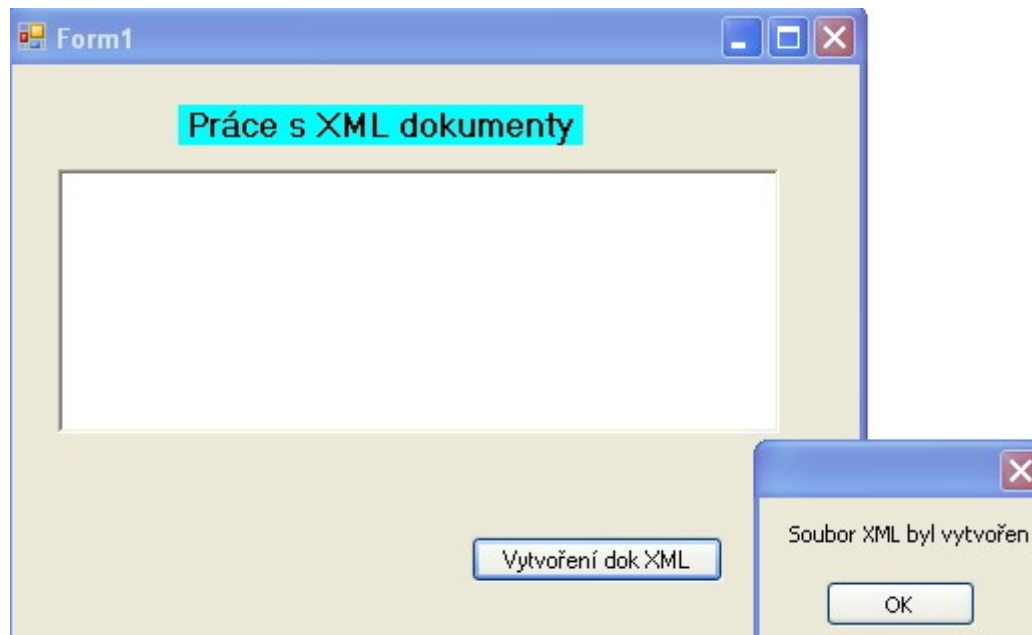 Form1
Práce s XML dokumenty
Vytvoření dok XML
Soubor XML byl vytvořen
OK